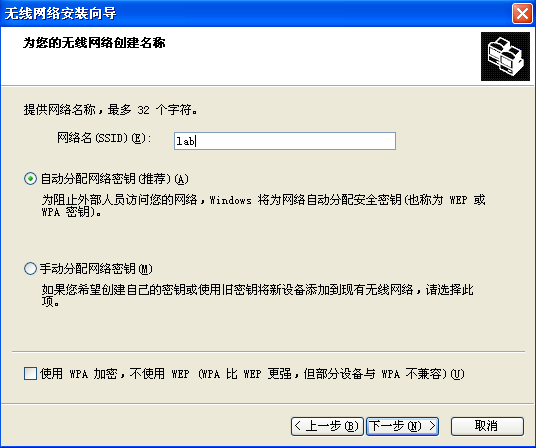 无线网络安装向导
为您的无线网络创建名称
提供网络名称，最多 32 个字符。
网络名(SSID)(E): lab
自动分配网络密钥(推荐)(A)
为阻止外部人员访问您的网络，Windows 将为网络自动分配安全密钥(也称为 WEP 或
WPA 密钥)。
手动分配网络密钥(M)
如果您希望创建自己的密钥或使用旧密钥将新设备添加到现有无线网络，请选择此
项。
使用 WPA 加密，不使用 WEP (WPA 比 WEP 更强，但部分设备与 WPA 不兼容)(U)
< 上一步(B) 下一步(N) > 取消